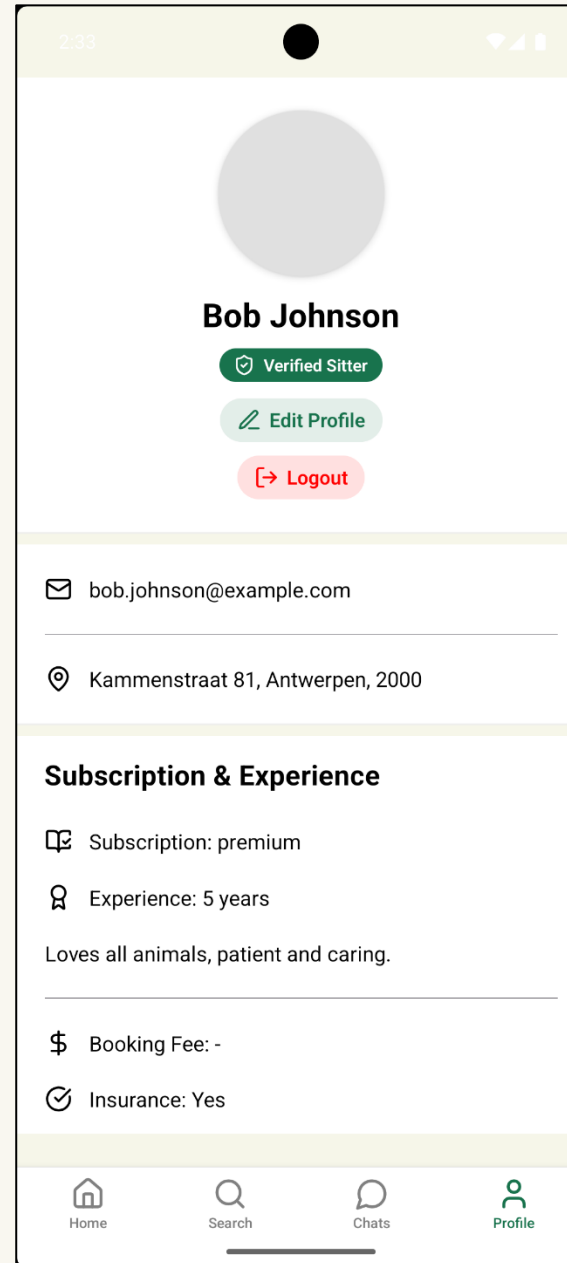 2:33
Bob Johnson
Verified Sitter
Edit Profile
Logout
bob.johnson@example.com
Kammenstraat 81, Antwerpen, 2000
Subscription & Experience
Subscription: premium
Experience: 5 years
Loves all animals, patient and caring.
Booking Fee: -
Insurance: Yes
Home Search Chats Profile